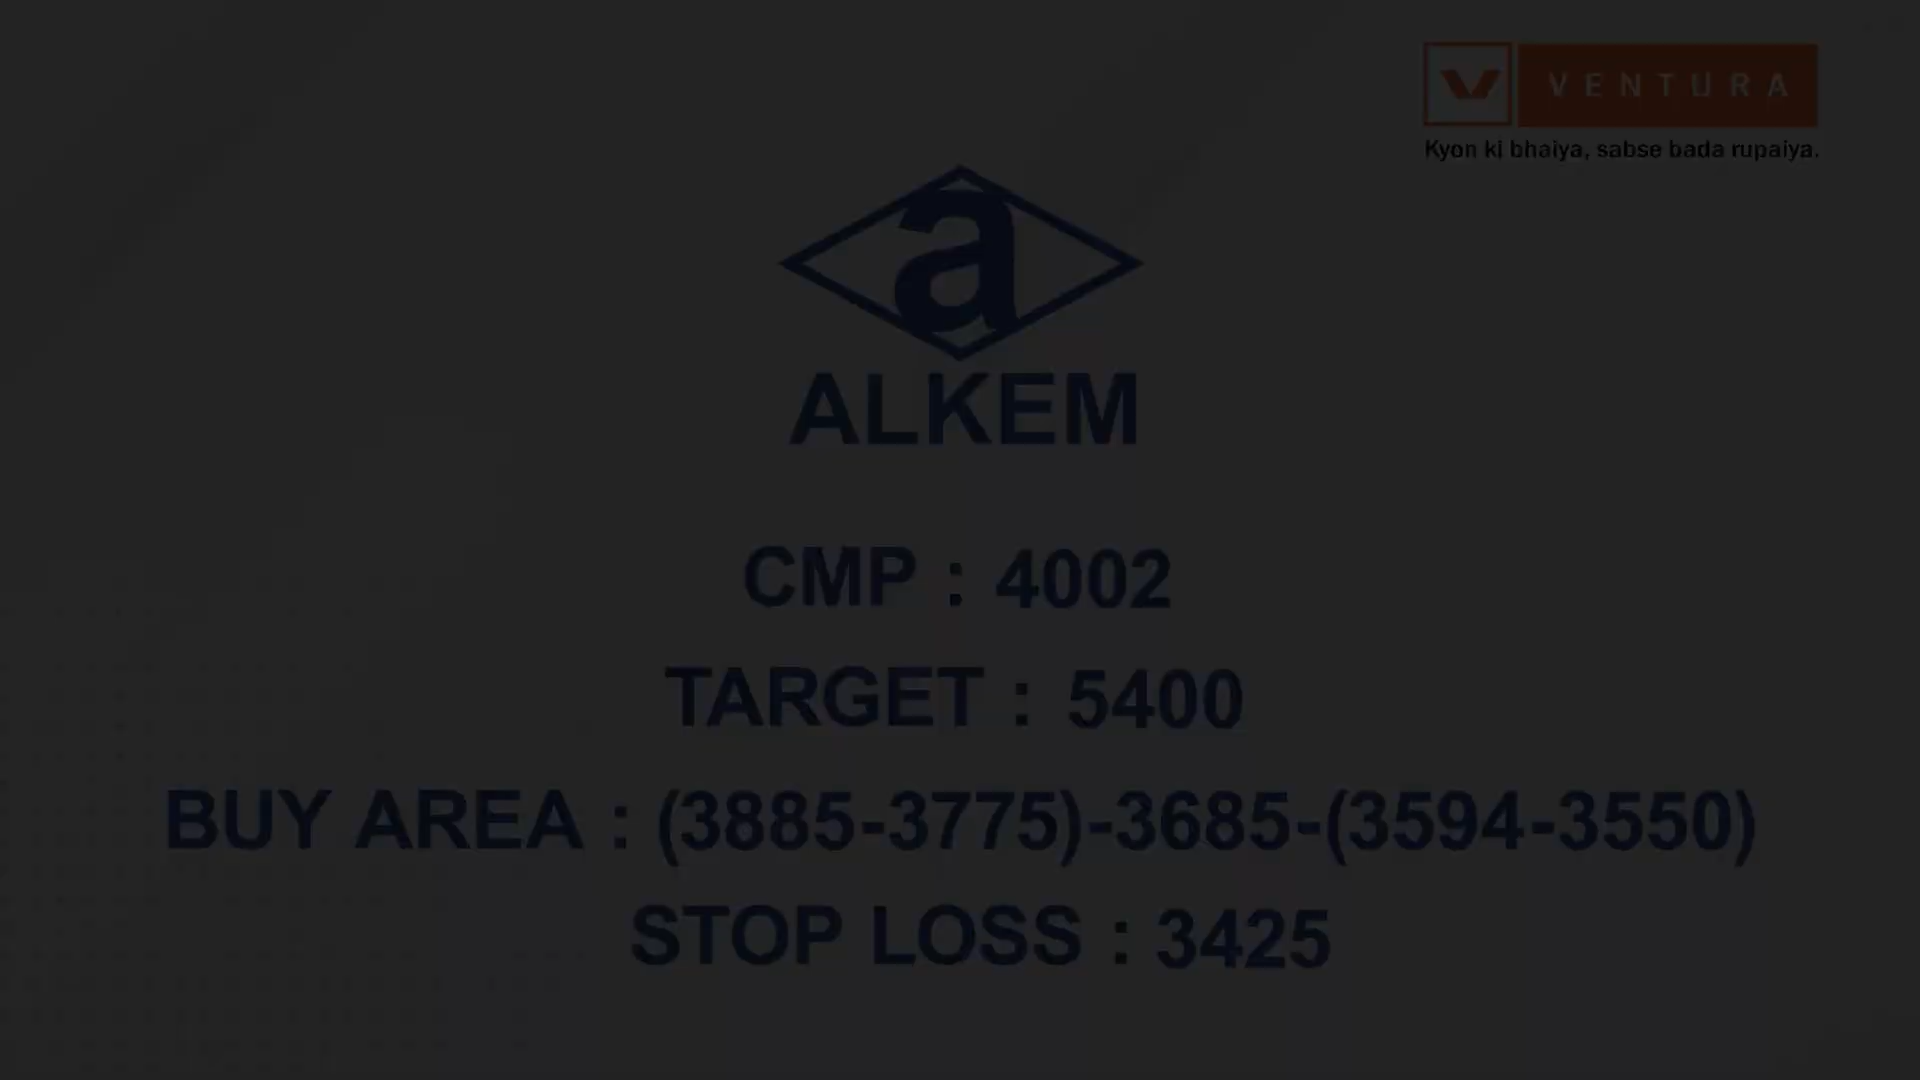 VENTURA
Kyon ki bhaiya, sabse bada rupaiya.
a
ALKEM
CMP : 4002
TARGET : 5400
BUY AREA : (3885-3775)-3685-(3594-3550)
STOP LOSS : 3425